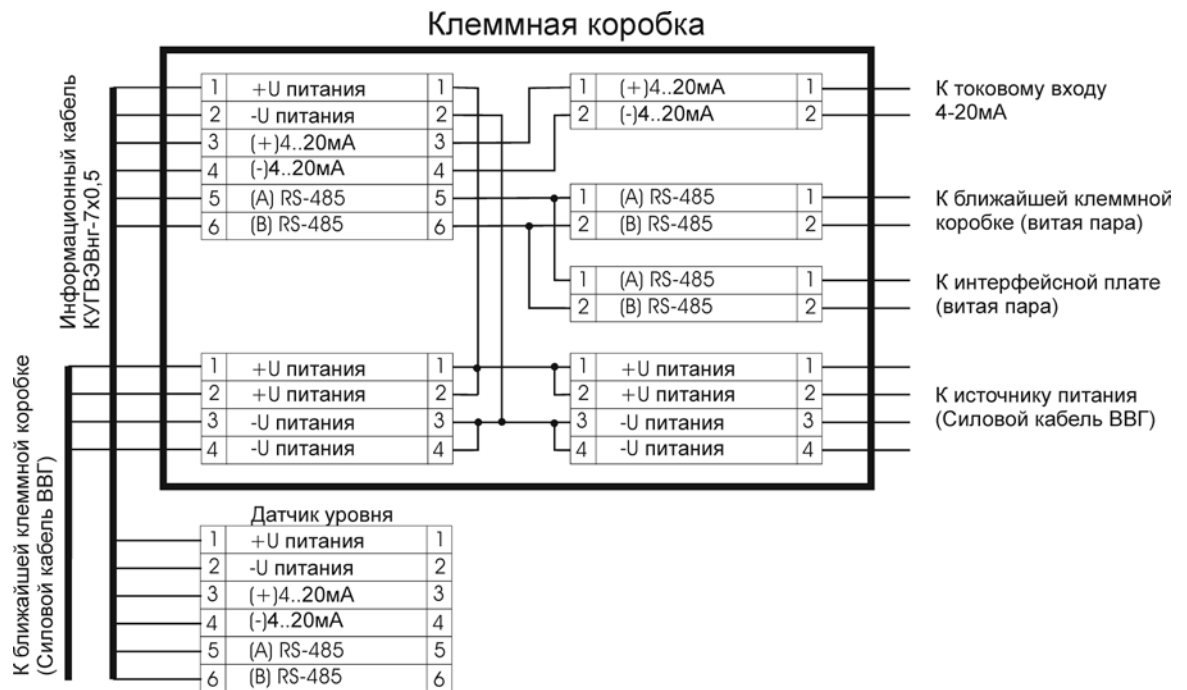 Клеммная коробка
Информационный кабель
КУГВЭВнг-7х0,5
1 +U питания 1
2 -U питания 2
3 (+)4..20мА 3
4 (-)4..20мА 4
5 (A) RS-485 5
6 (B) RS-485 6
1 (+)4..20мА 1
2 (-)4..20мА 2
К токовому входу
4-20мА
1 (A) RS-485 1
2 (B) RS-485 2
К ближайшей клеммной
коробке (витая пара)
1 (A) RS-485 1
2 (B) RS-485 2
К интерфейсной плате
(витая пара)
К ближайшей клеммной коробке
(Силовой кабель ВВГ)
1 +U питания 1
2 +U питания 2
3 -U питания 3
4 -U питания 4
1 +U питания 1
2 +U питания 2
3 -U питания 3
4 -U питания 4
К источнику питания
(Силовой кабель ВВГ)
Датчик уровня
1 +U питания 1
2 -U питания 2
3 (+)4..20мА 3
4 (-)4..20мА 4
5 (A) RS-485 5
6 (B) RS-485 6